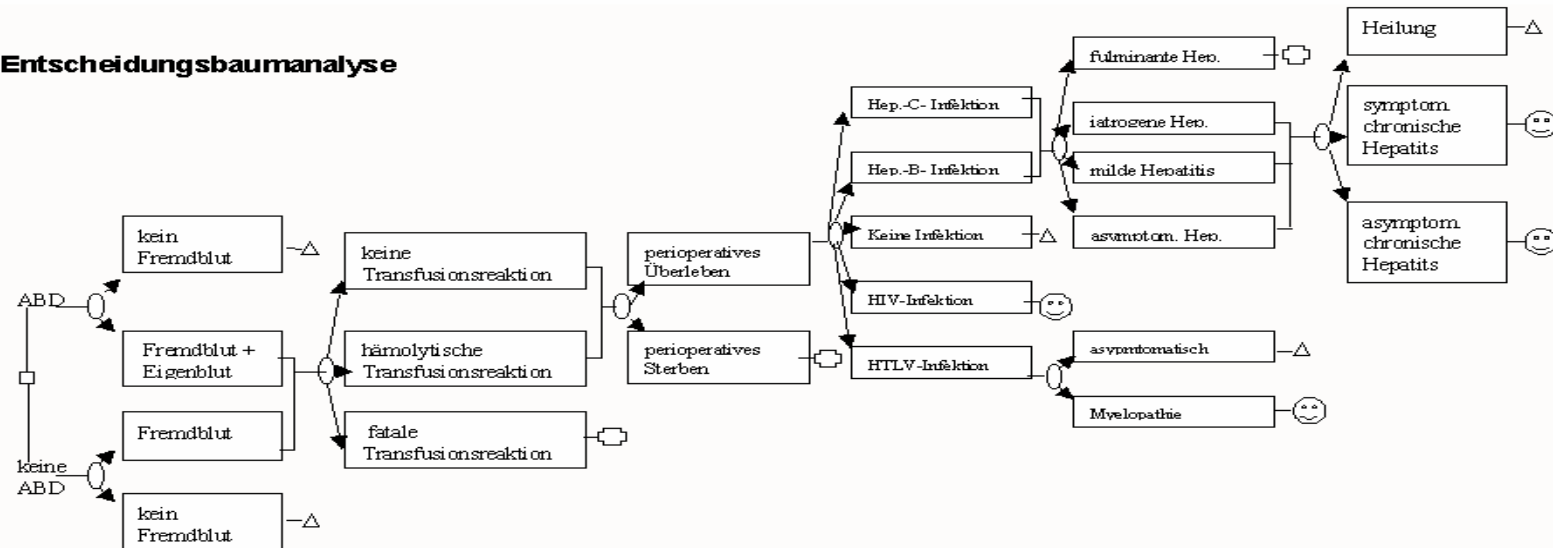 Entscheidungsbaumanalyse
ABD
keine
ABD
kein
Fremdblut
Fremdblut +
Eigenblut
Fremdblut
kein
Fremdblut
keine
Transfusionsreaktion
hämolytische
Transfusionsreaktion
fatale
Transfusionsreaktion
perioperatives
Überleben
perioperatives
Sterben
Hep.-C- Infektion
Hep.-B- Infektion
Keine Infektion
HIV-Infektion
HTLV-Infektion
fulminante Hep.
iatrogene Hep.
milde Hepatitis
asymptom. Hep.
asypmtomatisch
Myelopathie
Heilung
symptom.
chronische
Hepatits
asymptom.
chronische
Hepatits